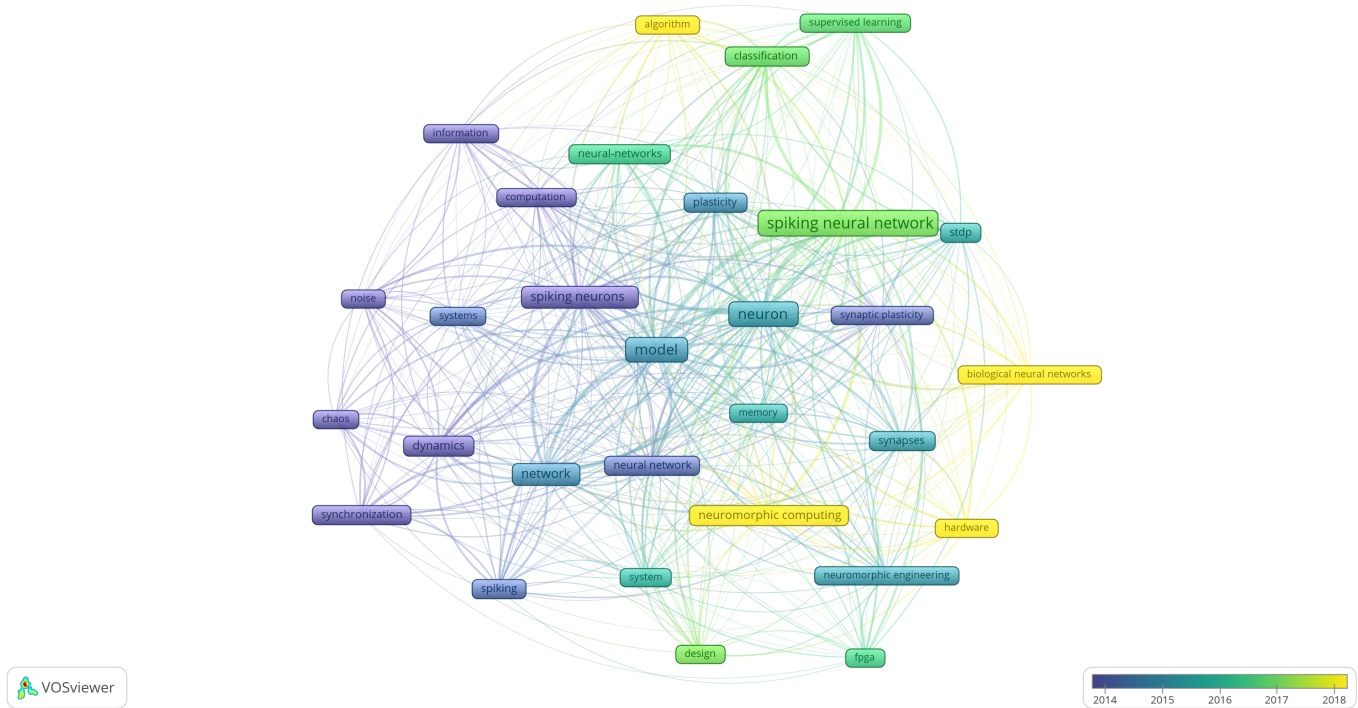 algorithm
supervised learning
classification
information
neural-networks
computation
plasticity
spiking neural network
stdp
noise
systems
spiking neurons
neuron
synaptic plasticity
model
biological neural networks
chaos
memory
dynamics
synapses
network
neural network
synchronization
neuromorphic computing
hardware
spiking
system
neuromorphic engineering
design
fpga
VOSviewer
2014 2015 2016 2017 2018